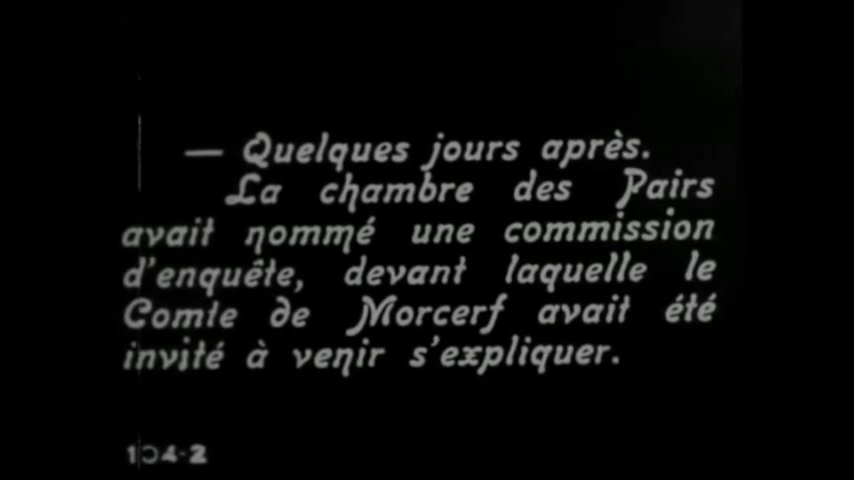 — Quelques jours après.
La chambre des Pairs
avait nommé une commission
d'enquête, devant laquelle le
Comte de Morcerf avait été
invité à venir s'expliquer.
104-2